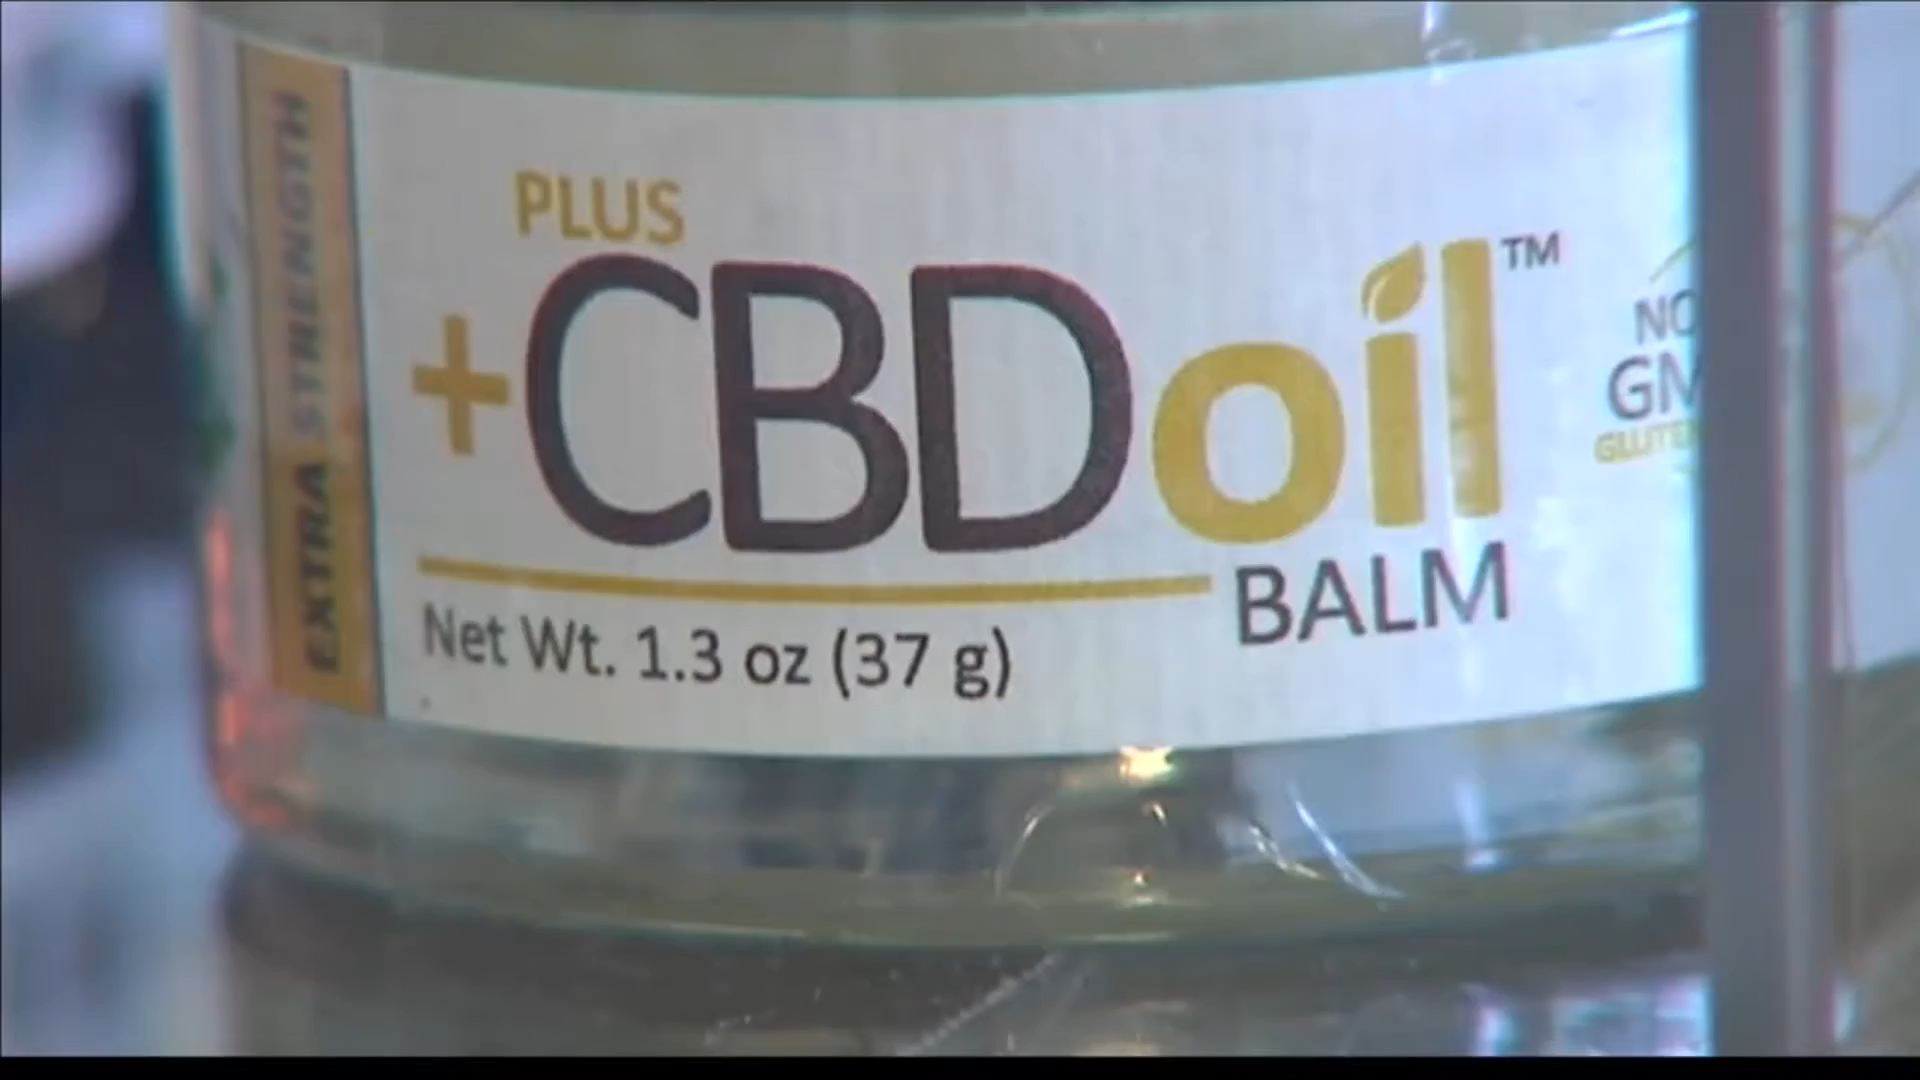 EXTRA STRENGTH
PLUS
+CBDoil™
BALM
Net Wt. 1.3 oz (37 g)